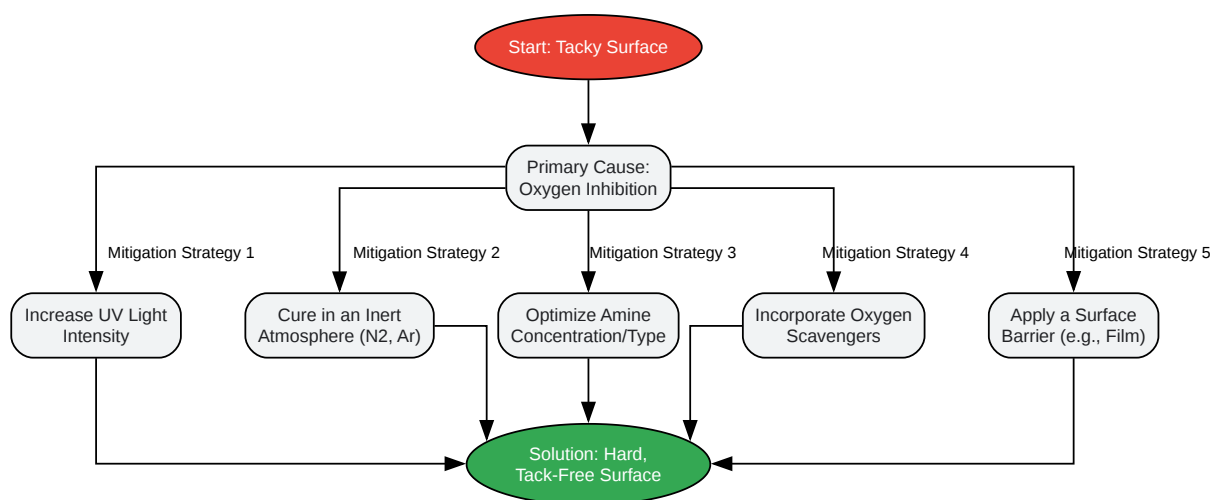 Start: Tacky Surface
Primary Cause:
Oxygen Inhibition
Mitigation Strategy 1
Mitigation Strategy 2
Mitigation Strategy 3
Mitigation Strategy 4
Mitigation Strategy 5
Increase UV Light
Intensity
Cure in an Inert
Atmosphere (N2, Ar)
Optimize Amine
Concentration/Type
Incorporate Oxygen
Scavengers
Apply a Surface
Barrier (e.g., Film)
Solution: Hard,
Tack-Free Surface